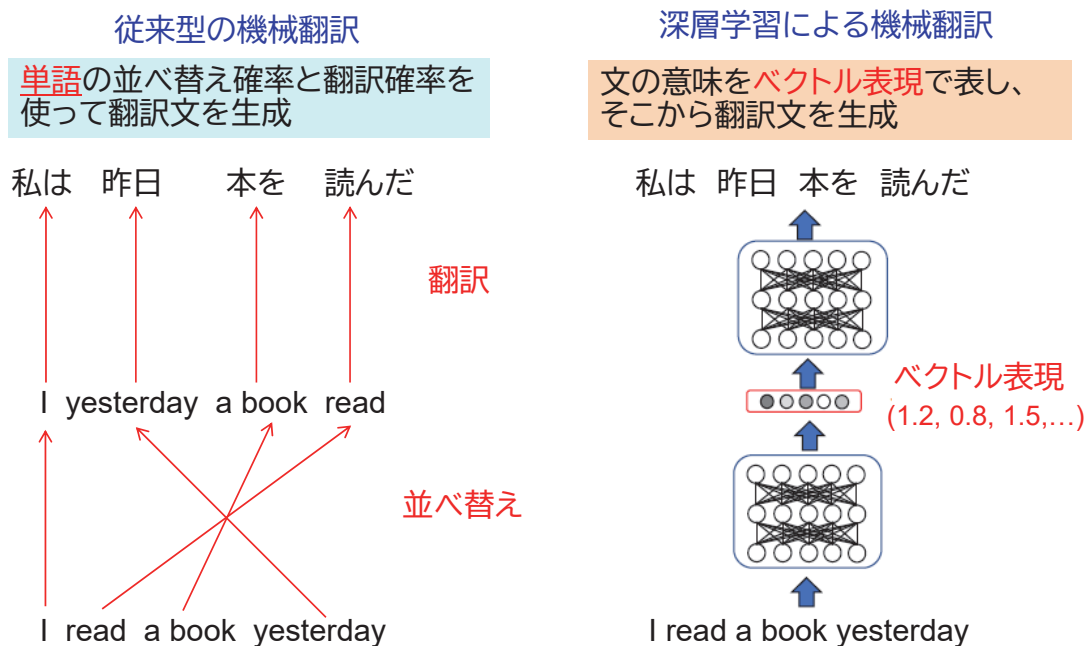 従来型の機械翻訳
単語の並べ替え確率と翻訳確率を
使って翻訳文を生成
私は 昨日 本を 読んだ
翻訳
I yesterday a book read
並べ替え
I read a book yesterday
深層学習による機械翻訳
文の意味をベクトル表現で表し、
そこから翻訳文を生成
私は 昨日 本を 読んだ
ベクトル表現
(1.2, 0.8, 1.5,…)
I read a book yesterday